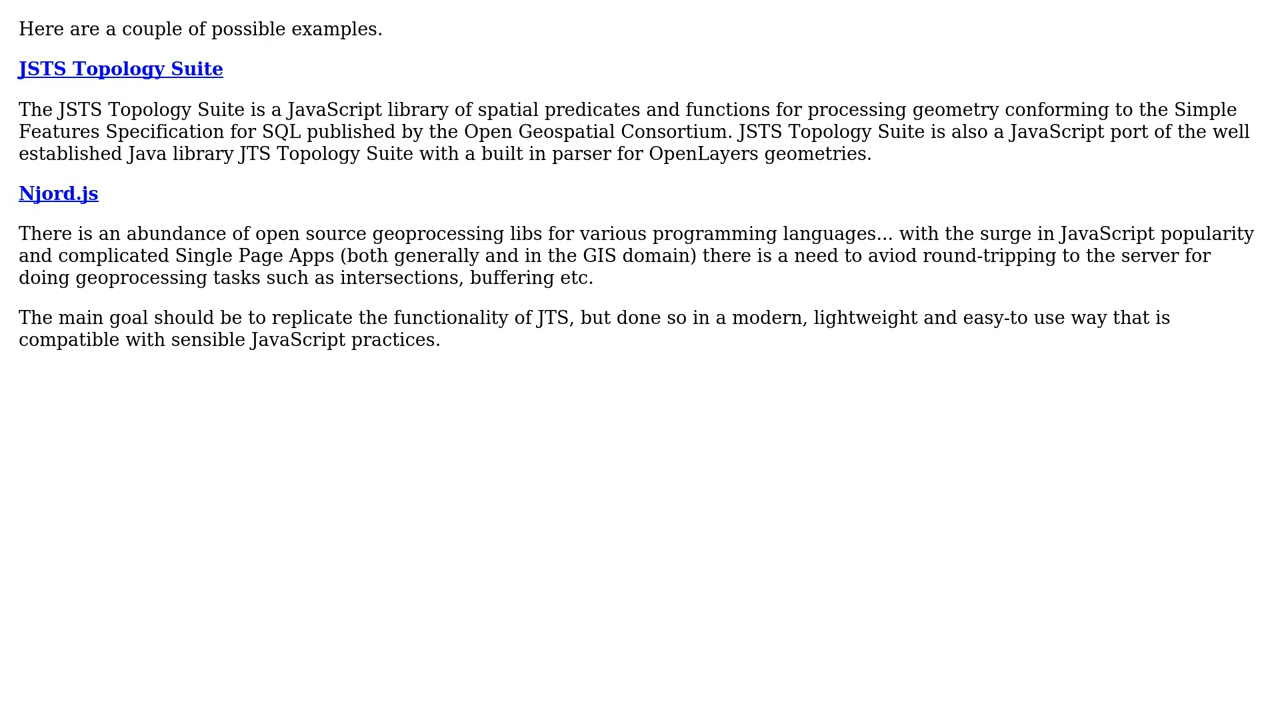 Here are a couple of possible examples.
JSTS Topology Suite
The JSTS Topology Suite is a JavaScript library of spatial predicates and functions for processing geometry conforming to the Simple
Features Specification for SQL published by the Open Geospatial Consortium. JSTS Topology Suite is also a JavaScript port of the well
established Java library JTS Topology Suite with a built in parser for OpenLayers geometries.
Njord.js
There is an abundance of open source geoprocessing libs for various programming languages... with the surge in JavaScript popularity
and complicated Single Page Apps (both generally and in the GIS domain) there is a need to aviod round-tripping to the server for
doing geoprocessing tasks such as intersections, buffering etc.
The main goal should be to replicate the functionality of JTS, but done so in a modern, lightweight and easy-to use way that is
compatible with sensible JavaScript practices.